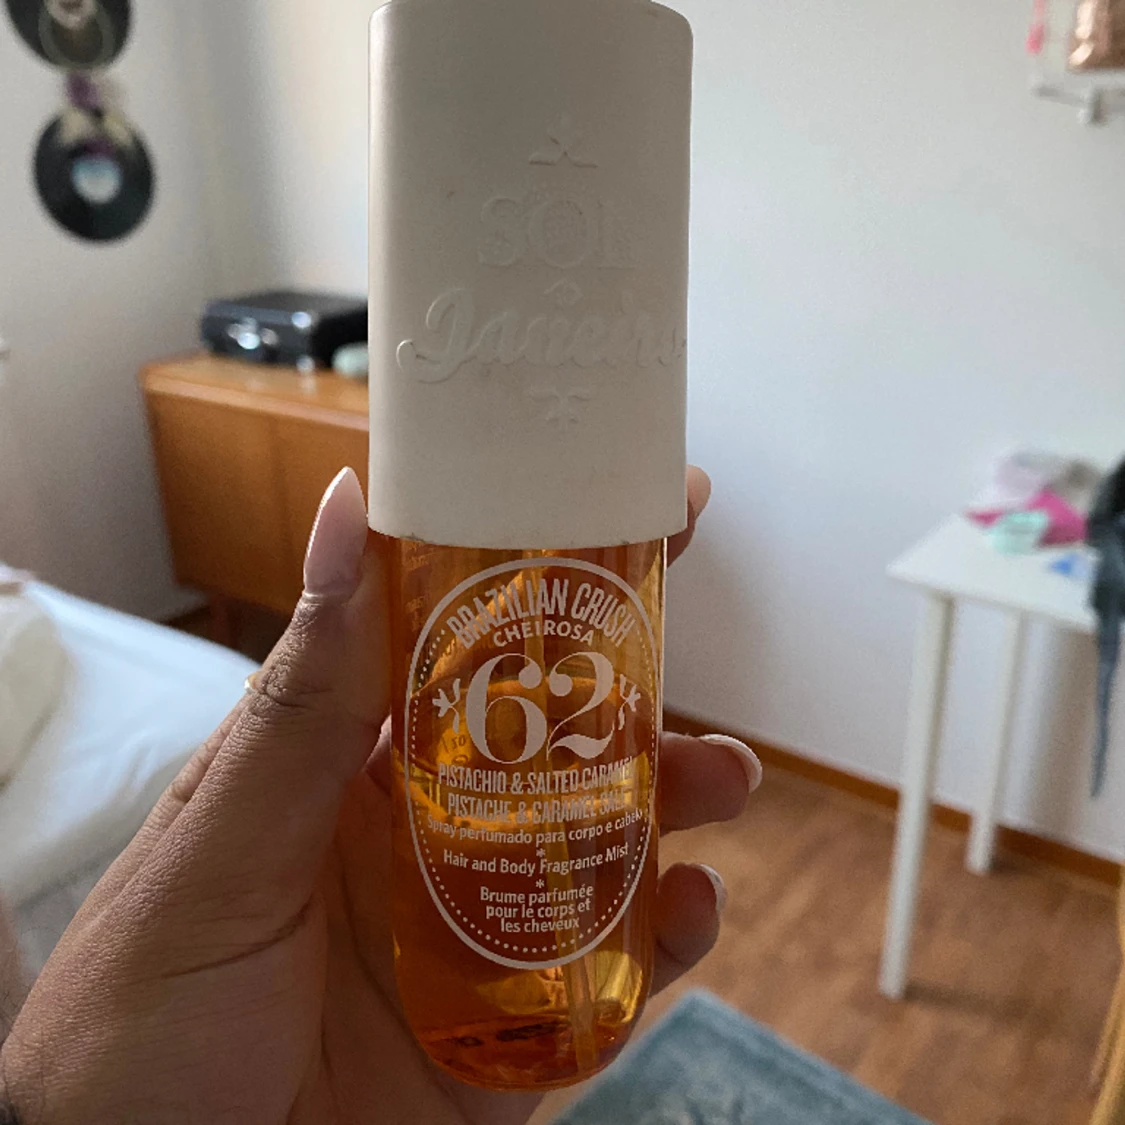 SOL
de
Janeiro
BRAZILIAN CRUSH
CHEIROSA
62
PISTACHIO & SALTED CARAMEL
PISTACHE & CARAMEL SALÉ
Spray perfumado para corpo e cabelo
*
Hair and Body Fragrance Mist
*
Brume parfumée
pour le corps et
les cheveux